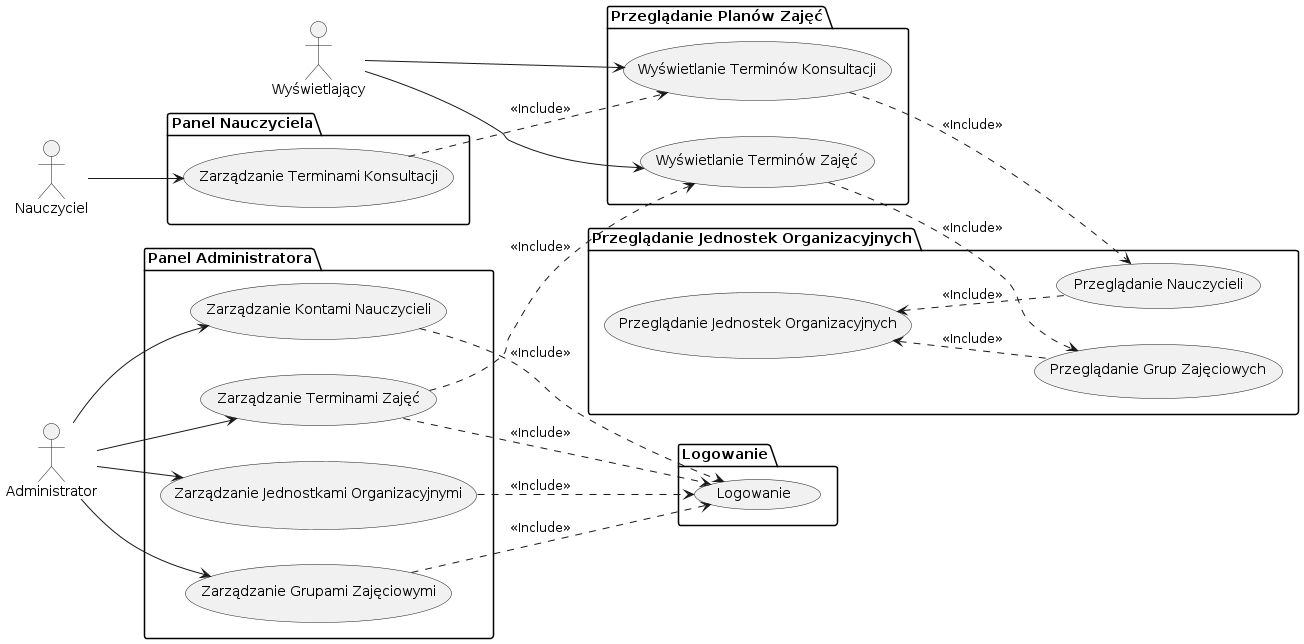 Przeglądanie Planów Zajęć
Wyświetlanie Terminów Konsultacji
Wyświetlający
«Include»
«Include»
Panel Nauczyciela
Wyświetlanie Terminów Zajęć
Zarządzanie Terminami Konsultacji
Nauczyciel
«Include»
Przeglądanie Jednostek Organizacyjnych
«Include»
Panel Administratora
Przeglądanie Nauczycieli
«Include»
Zarządzanie Kontami Nauczycieli
Przeglądanie Jednostek Organizacyjnych
«Include»
«Include»
Przeglądanie Grup Zajęciowych
Zarządzanie Terminami Zajęć
«Include»
Logowanie
Administrator
«Include»
Zarządzanie Jednostkami Organizacyjnymi
Logowanie
«Include»
Zarządzanie Grupami Zajęciowymi